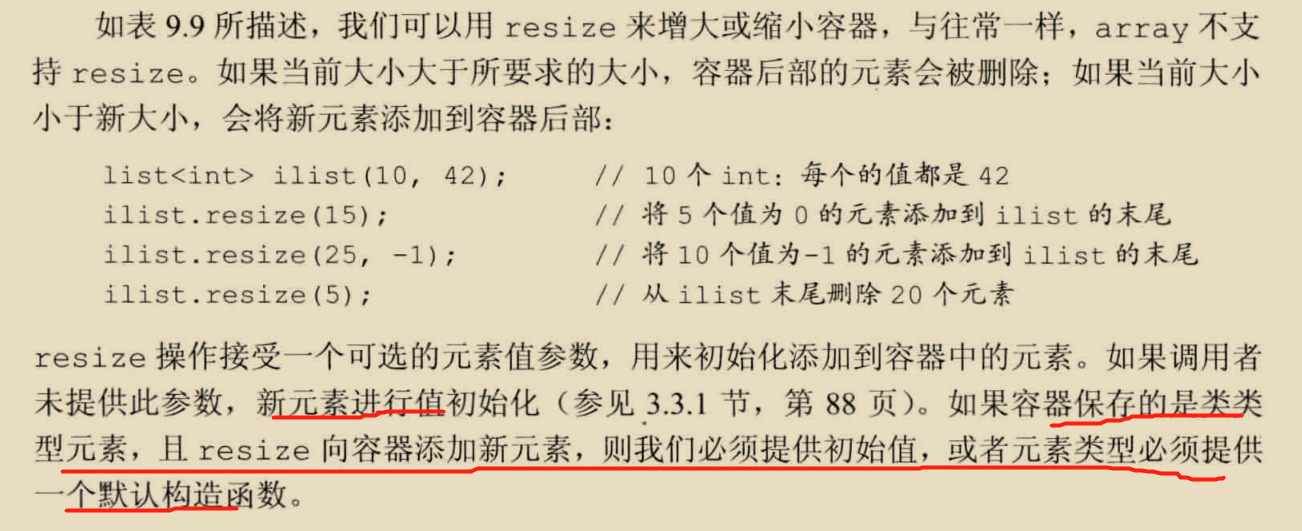 如表 9.9 所描述，我们可以用 resize 来增大或缩小容器，与往常一样，array 不支
持 resize。如果当前大小大于所要求的大小，容器后部的元素会被删除；如果当前大小
小于新大小，会将新元素添加到容器后部：
list<int> ilist(10, 42); // 10 个 int：每个的值都是 42
ilist.resize(15); // 将 5 个值为 0 的元素添加到 ilist 的末尾
ilist.resize(25, -1); // 将 10 个值为-1 的元素添加到 ilist 的末尾
ilist.resize(5); // 从 ilist 末尾删除 20 个元素
resize 操作接受一个可选的元素值参数，用来初始化添加到容器中的元素。如果调用者
未提供此参数，新元素进行值初始化（参见 3.3.1 节，第 88 页）。如果容器保存的是类类
型元素，且 resize 向容器添加新元素，则我们必须提供初始值，或者元素类型必须提供
一个默认构造函数。